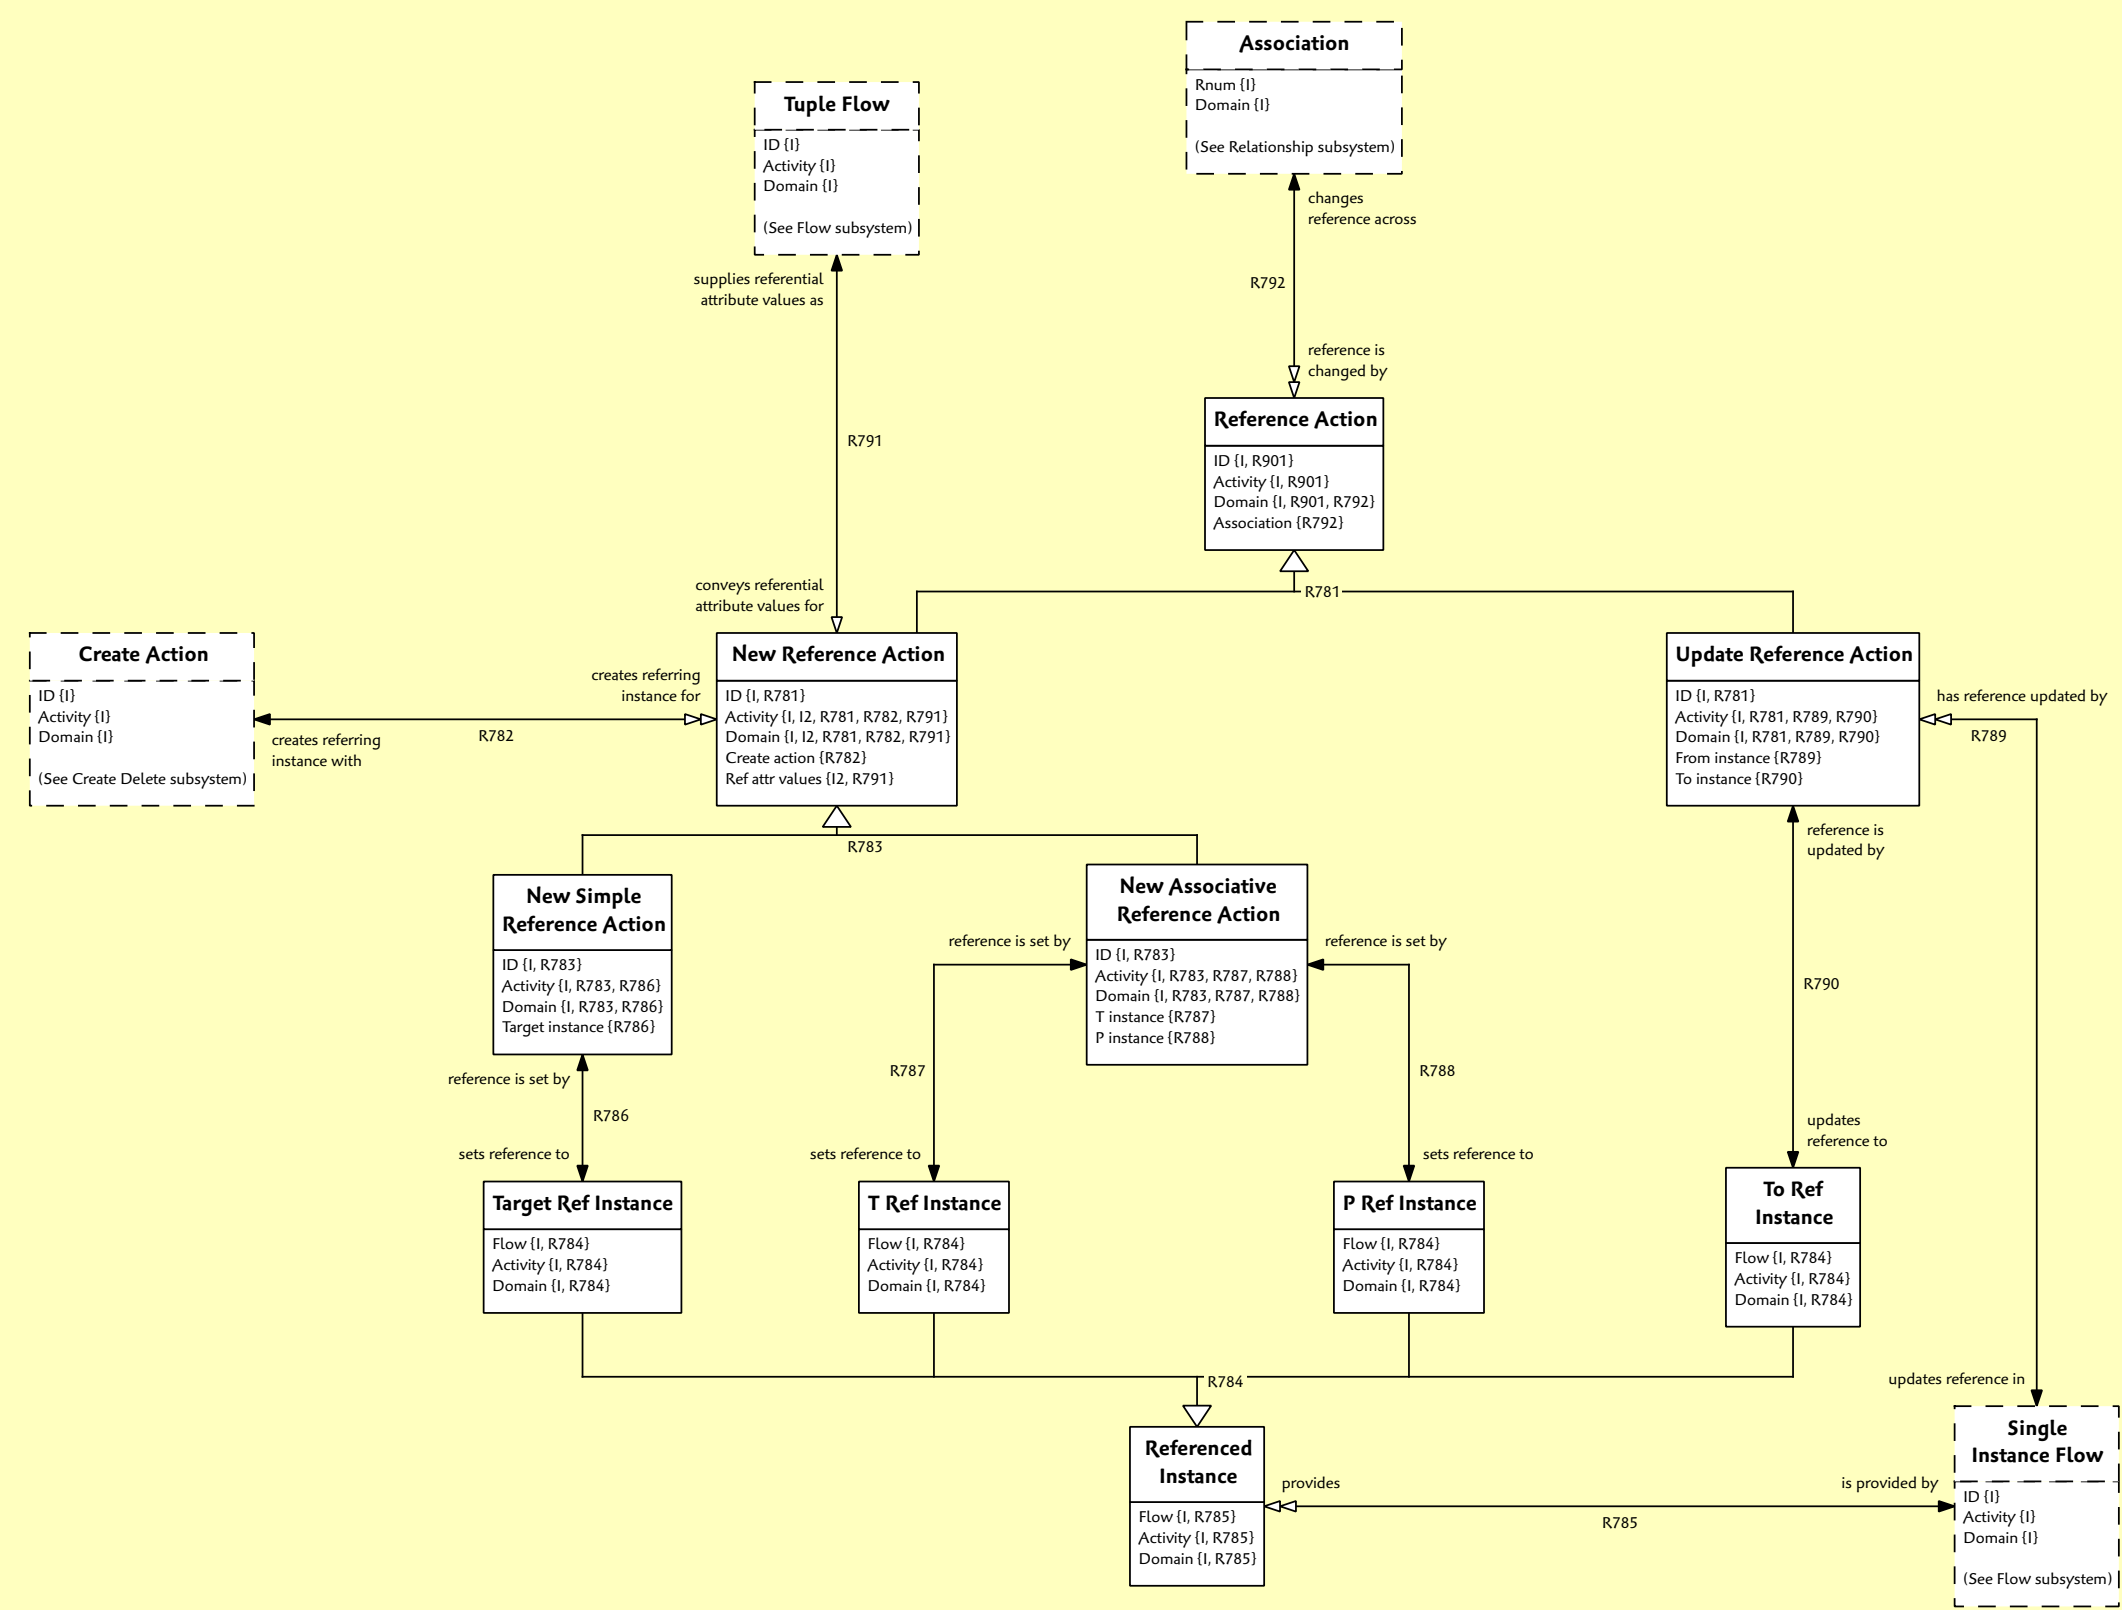 Association
Rnum {I}
Domain {I}
(See Relationship subsystem)
Tuple Flow
ID {I}
Activity {I}
Domain {I}
(See Flow subsystem)
changes
reference across
R792
reference is
changed by
supplies referential
attribute values as
R791
conveys referential
attribute values for
Reference Action
ID {I, R901}
Activity {I, R901}
Domain {I, R901, R792}
Association {R792}
R781
Create Action
ID {I}
Activity {I}
Domain {I}
(See Create Delete subsystem)
creates referring
instance for
R782
creates referring
instance with
New Reference Action
ID {I, R781}
Activity {I, I2, R781, R782, R791}
Domain {I, I2, R781, R782, R791}
Create action {R782}
Ref attr values {I2, R791}
Update Reference Action
ID {I, R781}
Activity {I, R781, R789, R790}
Domain {I, R781, R789, R790}
From instance {R789}
To instance {R790}
has reference updated by
R789
R783
reference is
updated by
New Simple
Reference Action
ID {I, R783}
Activity {I, R783, R786}
Domain {I, R783, R786}
Target instance {R786}
New Associative
Reference Action
ID {I, R783}
Activity {I, R783, R787, R788}
Domain {I, R783, R787, R788}
T instance {R787}
P instance {R788}
reference is set by
reference is set by
R790
reference is set by
R786
sets reference to
R787
sets reference to
R788
sets reference to
updates
reference to
Target Ref Instance
Flow {I, R784}
Activity {I, R784}
Domain {I, R784}
T Ref Instance
Flow {I, R784}
Activity {I, R784}
Domain {I, R784}
P Ref Instance
Flow {I, R784}
Activity {I, R784}
Domain {I, R784}
To Ref
Instance
Flow {I, R784}
Activity {I, R784}
Domain {I, R784}
R784
updates reference in
Referenced
Instance
Flow {I, R785}
Activity {I, R785}
Domain {I, R785}
provides
is provided by
R785
Single
Instance Flow
ID {I}
Activity {I}
Domain {I}
(See Flow subsystem)